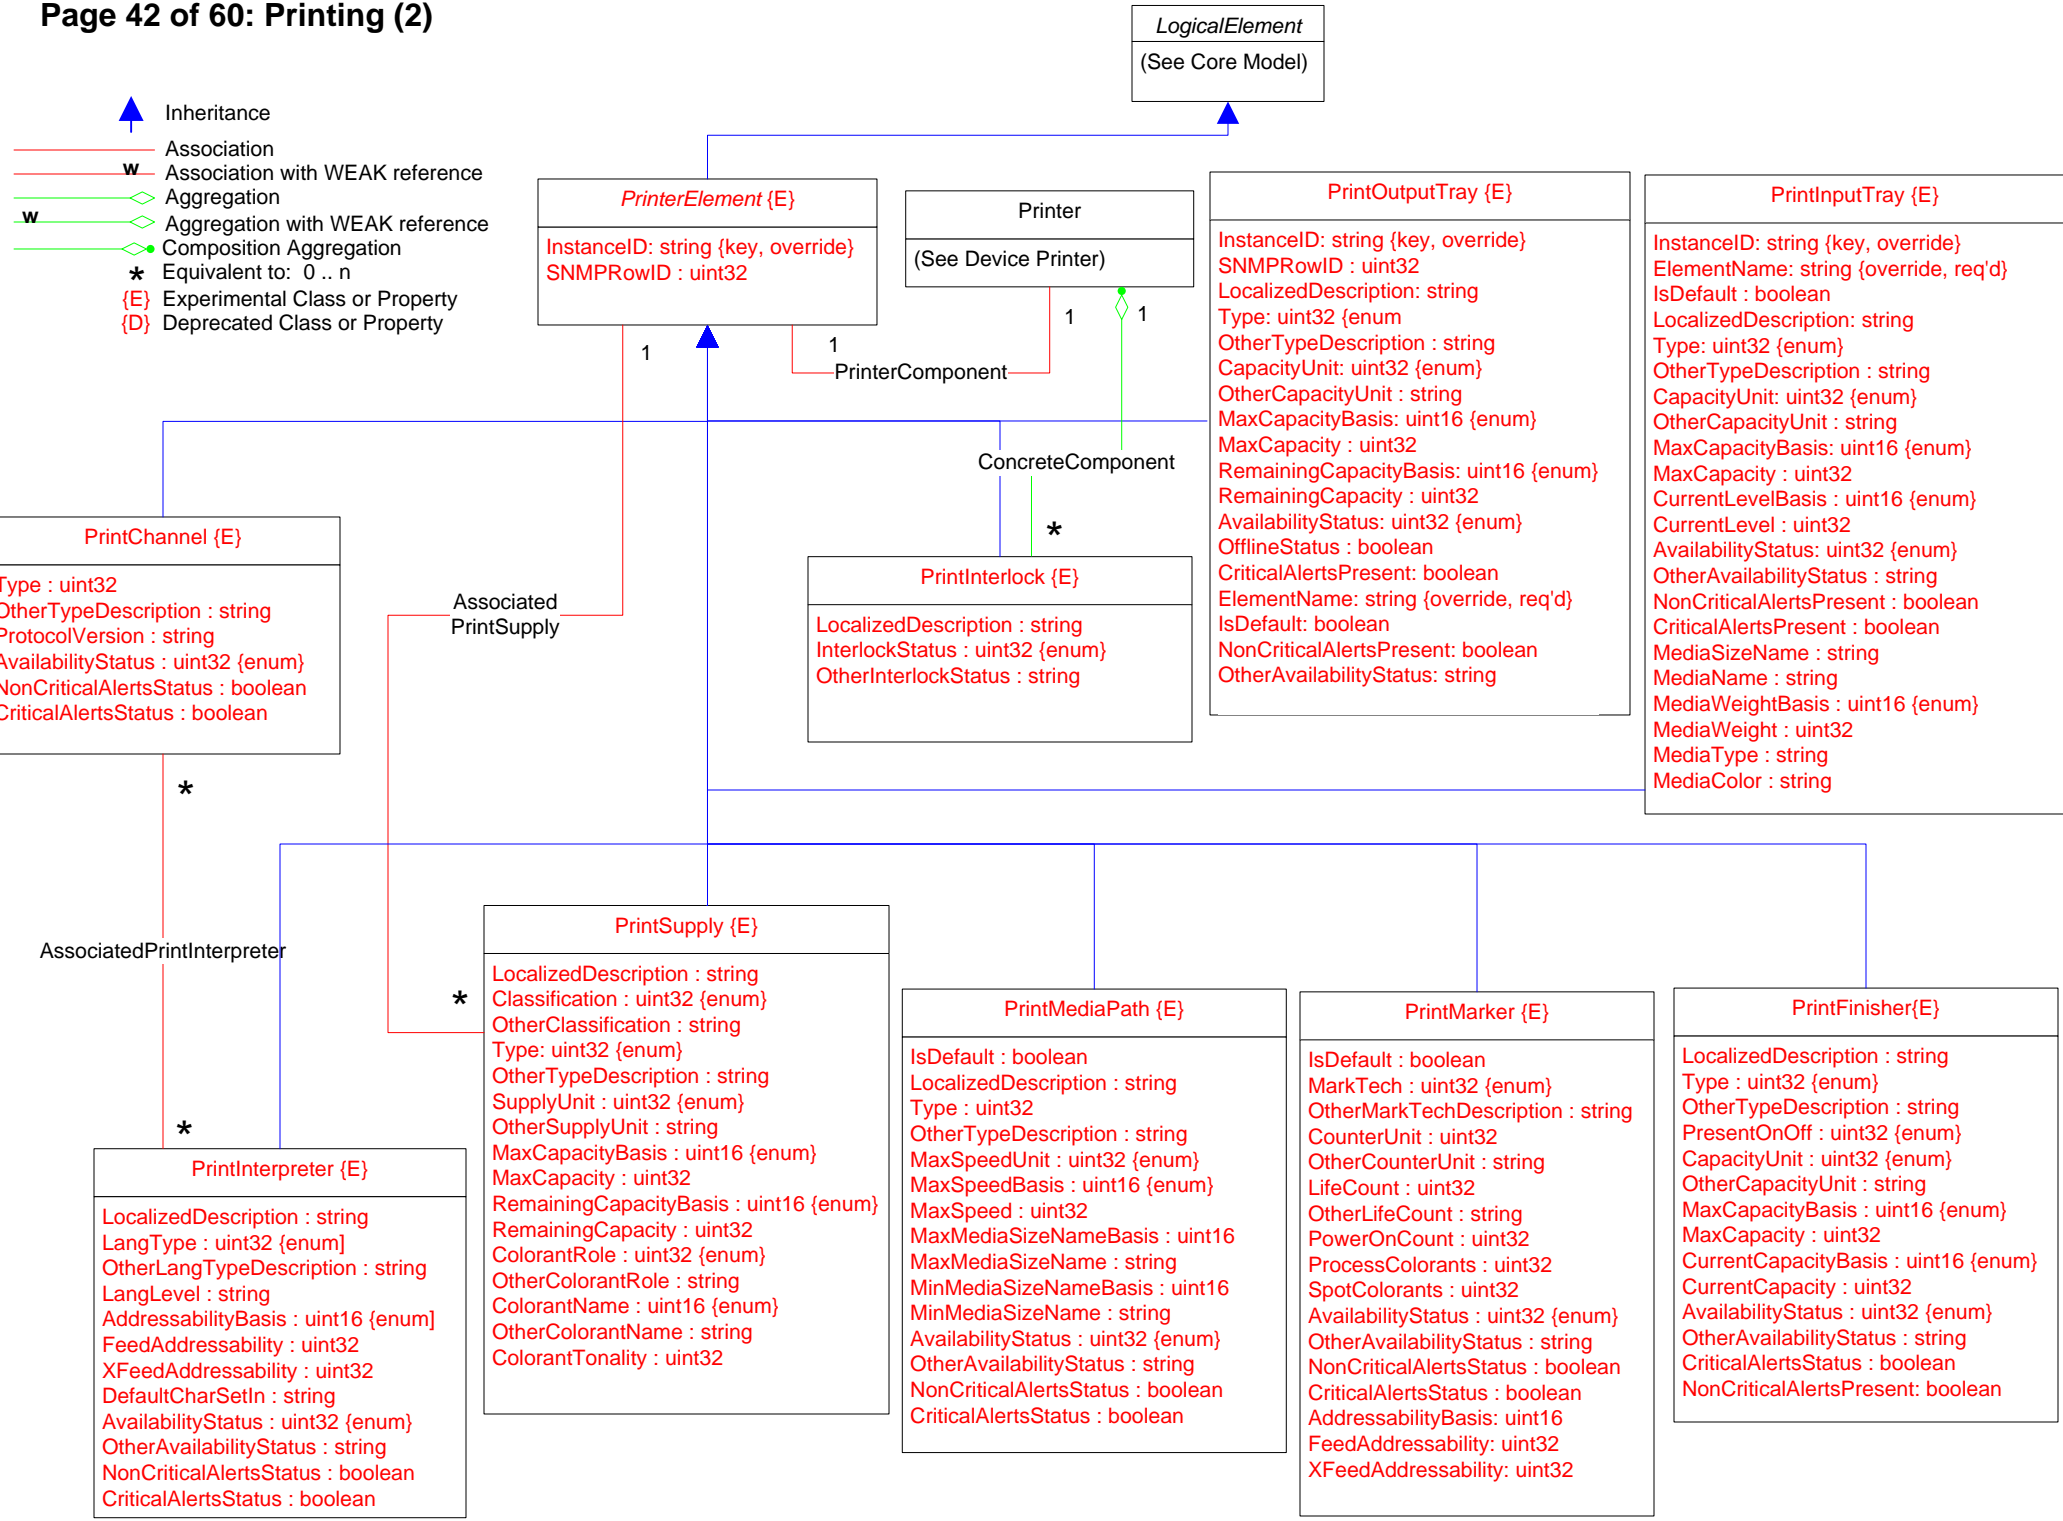 Page 42 of 60: Printing (2)
Inheritance
Association
w Association with WEAK reference
Aggregation
w Aggregation with WEAK reference
Composition Aggregation
* Equivalent to: 0 .. n
{E} Experimental Class or Property
{D} Deprecated Class or Property
LogicalElement
(See Core Model)
PrinterElement {E}
InstanceID: string {key, override}
SNMPRowID : uint32
Printer
(See Device Printer)
1
1
1
1
PrinterComponent
ConcreteComponent
*
PrintOutputTray {E}
InstanceID: string {key, override}
SNMPRowID : uint32
LocalizedDescription: string
Type: uint32 {enum
OtherTypeDescription : string
CapacityUnit: uint32 {enum}
OtherCapacityUnit : string
MaxCapacityBasis: uint16 {enum}
MaxCapacity : uint32
RemainingCapacityBasis: uint16 {enum}
RemainingCapacity : uint32
AvailabilityStatus: uint32 {enum}
OfflineStatus : boolean
CriticalAlertsPresent: boolean
ElementName: string {override, req'd}
IsDefault: boolean
NonCriticalAlertsPresent: boolean
OtherAvailabilityStatus: string
PrintInputTray {E}
InstanceID: string {key, override}
ElementName: string {override, req'd}
IsDefault : boolean
LocalizedDescription: string
Type: uint32 {enum}
OtherTypeDescription : string
CapacityUnit: uint32 {enum}
OtherCapacityUnit : string
MaxCapacityBasis: uint16 {enum}
MaxCapacity : uint32
CurrentLevelBasis : uint16 {enum}
CurrentLevel : uint32
AvailabilityStatus: uint32 {enum}
OtherAvailabilityStatus : string
NonCriticalAlertsPresent : boolean
CriticalAlertsPresent : boolean
MediaSizeName : string
MediaName : string
MediaWeightBasis : uint16 {enum}
MediaWeight : uint32
MediaType : string
MediaColor : string
PrintChannel {E}
Type : uint32
OtherTypeDescription : string
ProtocolVersion : string
AvailabilityStatus : uint32 {enum}
NonCriticalAlertsStatus : boolean
CriticalAlertsStatus : boolean
*
Associated
PrintSupply
PrintInterlock {E}
LocalizedDescription : string
InterlockStatus : uint32 {enum}
OtherInterlockStatus : string
AssociatedPrintInterpreter
*
*
PrintInterpreter {E}
LocalizedDescription : string
LangType : uint32 {enum]
OtherLangTypeDescription : string
LangLevel : string
AddressabilityBasis : uint16 {enum]
FeedAddressability : uint32
XFeedAddressability : uint32
DefaultCharSetIn : string
AvailabilityStatus : uint32 {enum}
OtherAvailabilityStatus : string
NonCriticalAlertsStatus : boolean
CriticalAlertsStatus : boolean
PrintSupply {E}
LocalizedDescription : string
Classification : uint32 {enum}
OtherClassification : string
Type: uint32 {enum}
OtherTypeDescription : string
SupplyUnit : uint32 {enum}
OtherSupplyUnit : string
MaxCapacityBasis : uint16 {enum}
MaxCapacity : uint32
RemainingCapacityBasis : uint16 {enum}
RemainingCapacity : uint32
ColorantRole : uint32 {enum}
OtherColorantRole : string
ColorantName : uint16 {enum}
OtherColorantName : string
ColorantTonality : uint32
PrintMediaPath {E}
IsDefault : boolean
LocalizedDescription : string
Type : uint32
OtherTypeDescription : string
MaxSpeedUnit : uint32 {enum}
MaxSpeedBasis : uint16 {enum}
MaxSpeed : uint32
MaxMediaSizeNameBasis : uint16
MaxMediaSizeName : string
MinMediaSizeNameBasis : uint16
MinMediaSizeName : string
AvailabilityStatus : uint32 {enum}
OtherAvailabilityStatus : string
NonCriticalAlertsStatus : boolean
CriticalAlertsStatus : boolean
PrintMarker {E}
IsDefault : boolean
MarkTech : uint32 {enum}
OtherMarkTechDescription : string
CounterUnit : uint32
OtherCounterUnit : string
LifeCount : uint32
OtherLifeCount : string
PowerOnCount : uint32
ProcessColorants : uint32
SpotColorants : uint32
AvailabilityStatus : uint32 {enum}
OtherAvailabilityStatus : string
NonCriticalAlertsStatus : boolean
CriticalAlertsStatus : boolean
AddressabilityBasis: uint16
FeedAddressability: uint32
XFeedAddressability: uint32
PrintFinisher{E}
LocalizedDescription : string
Type : uint32 {enum}
OtherTypeDescription : string
PresentOnOff : uint32 {enum}
CapacityUnit : uint32 {enum}
OtherCapacityUnit : string
MaxCapacityBasis : uint16 {enum}
MaxCapacity : uint32
CurrentCapacityBasis : uint16 {enum}
CurrentCapacity : uint32
AvailabilityStatus : uint32 {enum}
OtherAvailabilityStatus : string
CriticalAlertsStatus : boolean
NonCriticalAlertsPresent: boolean